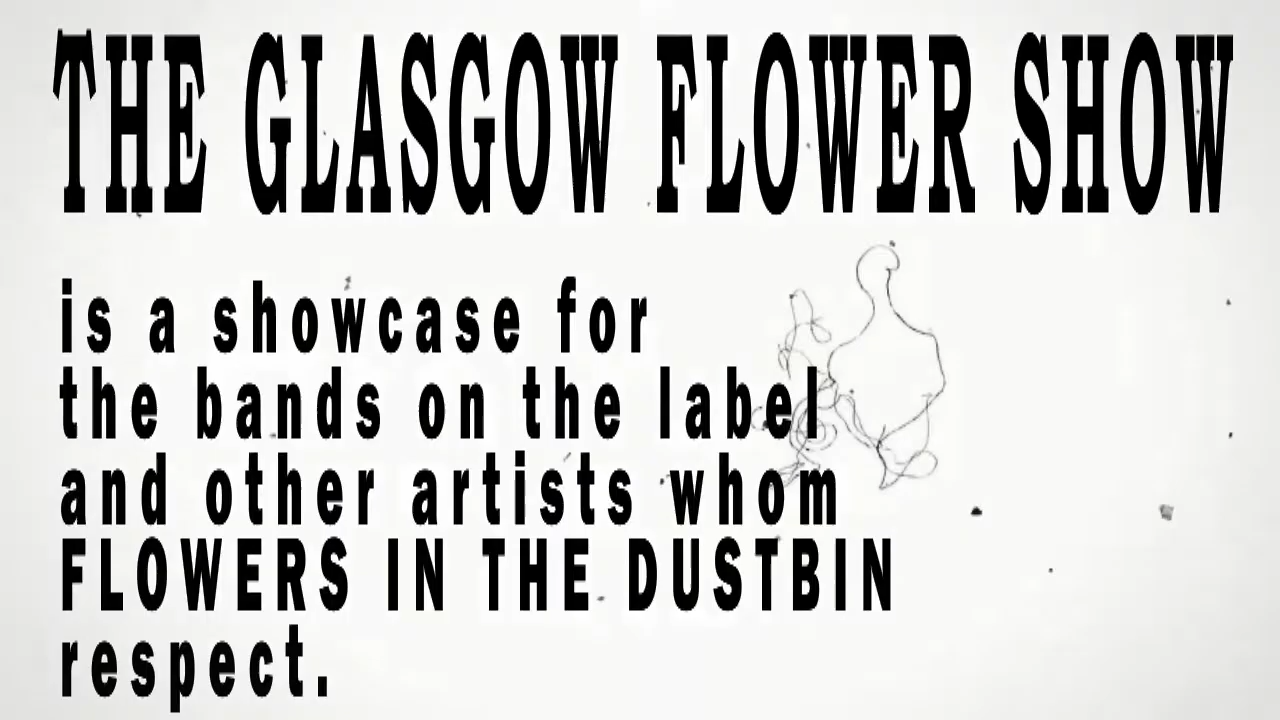 THE GLASGOW FLOWER SHOW
is a showcase for
the bands on the label
and other artists whom
FLOWERS IN THE DUSTBIN
respect.